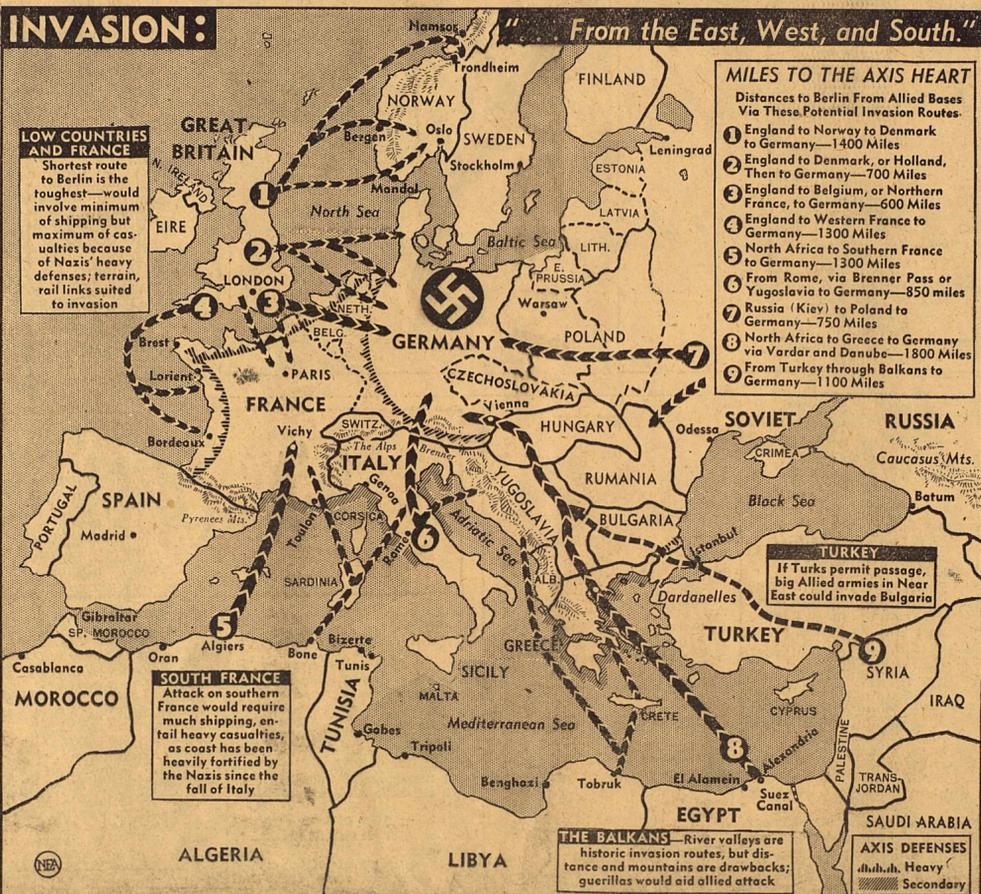 INVASION:
“... From the East, West, and South.”
MILES TO THE AXIS HEART
Distances to Berlin From Allied Bases
Via These Potential Invasion Routes.
1 England to Norway to Denmark
to Germany—1400 Miles
2 England to Denmark, or Holland,
Then to Germany—700 Miles
3 England to Belgium, or Northern
France, to Germany—600 Miles
4 England to Western France to
Germany—1300 Miles
5 North Africa to Southern France
to Germany—1300 Miles
6 From Rome, via Brenner Pass or
Yugoslavia to Germany—850 miles
7 Russia (Kiev) to Poland to
Germany—750 Miles
8 North Africa to Greece to Germany
via Vardar and Danube—1800 Miles
9 From Turkey through Balkans to
Germany—1100 Miles
LOW COUNTRIES
AND FRANCE
Shortest route
to Berlin is the
toughest—would
involve minimum
of shipping but
maximum of cas-
ualties because
of Nazis' heavy
defenses; terrain,
rail links suited
to invasion
Namsos
Trondheim
FINLAND
NORWAY
GREAT
BRITAIN
Bergen
Oslo
SWEDEN
Stockholm
Leningrad
ESTONIA
N. IRELAND
1
Mandal
EIRE
North Sea
LATVIA
2
Baltic Sea
LITH.
LONDON
E.
PRUSSIA
4
3
NETH.
Warsaw
BELG.
GERMANY
POLAND
7
Brest
Lorient
PARIS
CZECHOSLOVAKIA
FRANCE
Vienna
Vichy
SWITZ.
HUNGARY
Odessa
SOVIET
RUSSIA
Bordeaux
The Alps
Brenner
CRIMEA
Caucasus Mts.
ITALY
Genoa
RUMANIA
YUGOSLAVIA
SPAIN
PORTUGAL
Pyrenees Mts.
Toulon
CORSICA
Black Sea
Batum
Madrid
Rome
6
Adriatic Sea
BULGARIA
Istanbul
TURKEY
If Turks permit passage,
big Allied armies in Near
East could invade Bulgaria
SARDINIA
ALB.
Dardanelles
Gibraltar
SP. MOROCCO
5
GREECE
TURKEY
9
Casablanca
Oran
Algiers
Bone
Bizerte
Tunis
SICILY
SYRIA
MOROCCO
SOUTH FRANCE
Attack on southern
France would require
much shipping, en-
tail heavy casualties,
as coast has been
heavily fortified by
the Nazis since the
fall of Italy
TUNISIA
MALTA
CRETE
CYPRUS
IRAQ
Gabes
Mediterranean Sea
Tripoli
8
Alexandria
PALESTINE
Benghazi
Tobruk
El Alamein
Suez
Canal
TRANS-
JORDAN
EGYPT
SAUDI ARABIA
ALGERIA
LIBYA
THE BALKANS—River valleys are
historic invasion routes, but dis-
tance and mountains are drawbacks;
guerillas would aid allied attack
AXIS DEFENSES
Heavy
Secondary
NEA